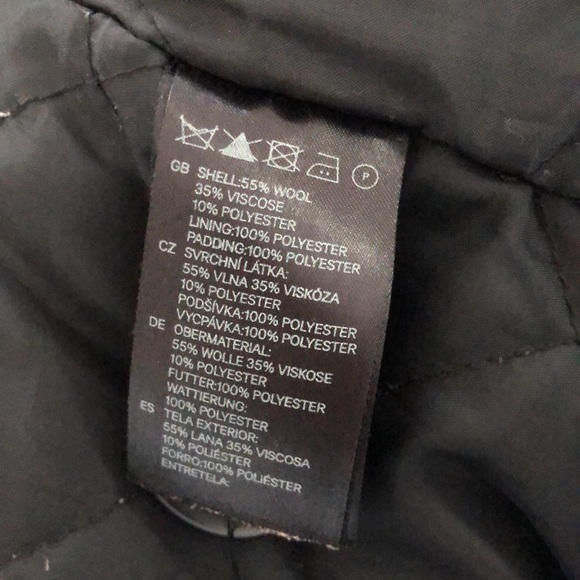 P
GB SHELL:55% WOOL
35% VISCOSE
10% POLYESTER
LINING:100% POLYESTER
PADDING:100% POLYESTER
CZ SVRCHNÍ LÁTKA:
55% VLNA 35% VISKÓZA
10% POLYESTER
PODŠÍVKA:100% POLYESTER
VYCPÁVKA:100% POLYESTER
DE OBERMATERIAL:
55% WOLLE 35% VISKOSE
10% POLYESTER
FUTTER:100% POLYESTER
WATTIERUNG:
100% POLYESTER
ES TELA EXTERIOR:
55% LANA 35% VISCOSA
10% POLIÉSTER
FORRO:100% POLIÉSTER
ENTRETELA: